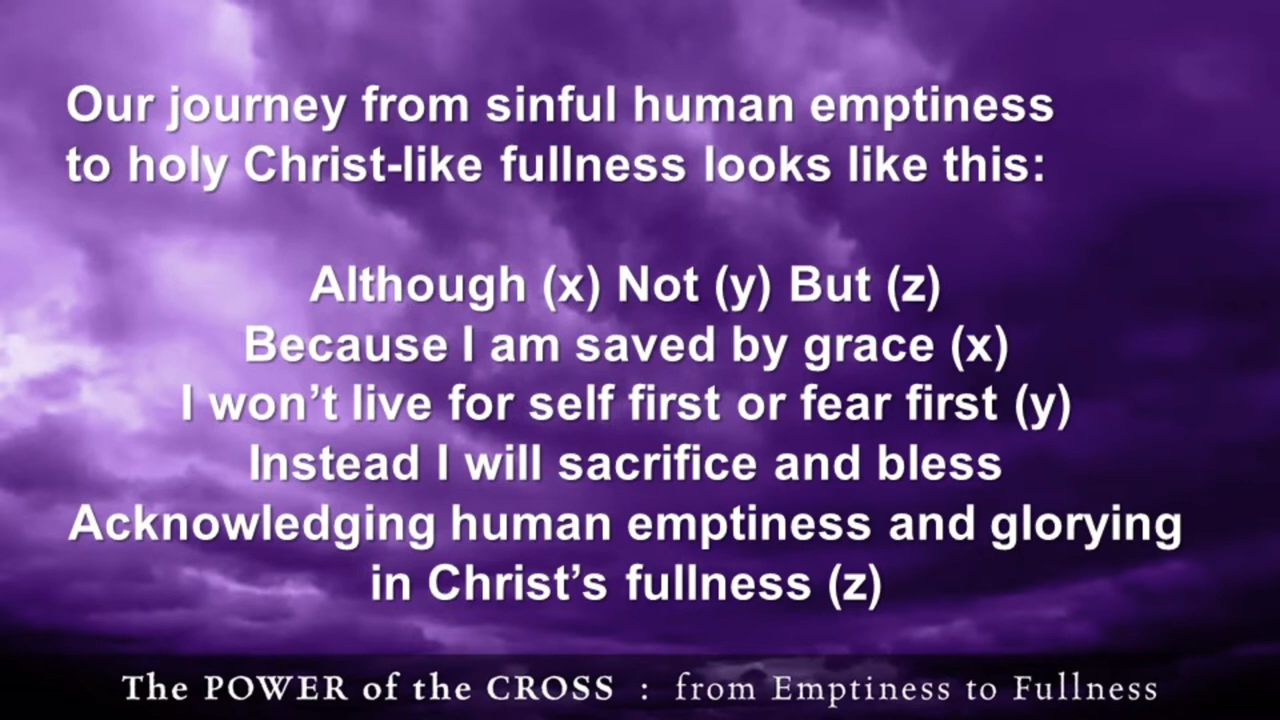 Our journey from sinful human emptiness
to holy Christ-like fullness looks like this:
Although (x) Not (y) But (z)
Because I am saved by grace (x)
I won’t live for self first or fear first (y)
Instead I will sacrifice and bless
Acknowledging human emptiness and glorying
in Christ’s fullness (z)
The POWER of the CROSS : from Emptiness to Fullness